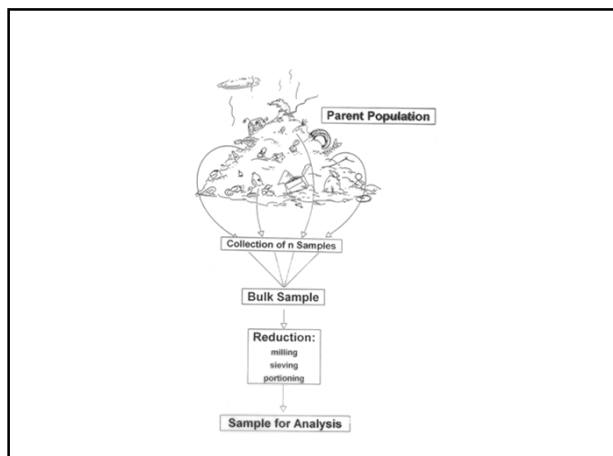 Parent Population
Collection of n Samples
Bulk Sample
Reduction:
milling
sieving
portioning
Sample for Analysis